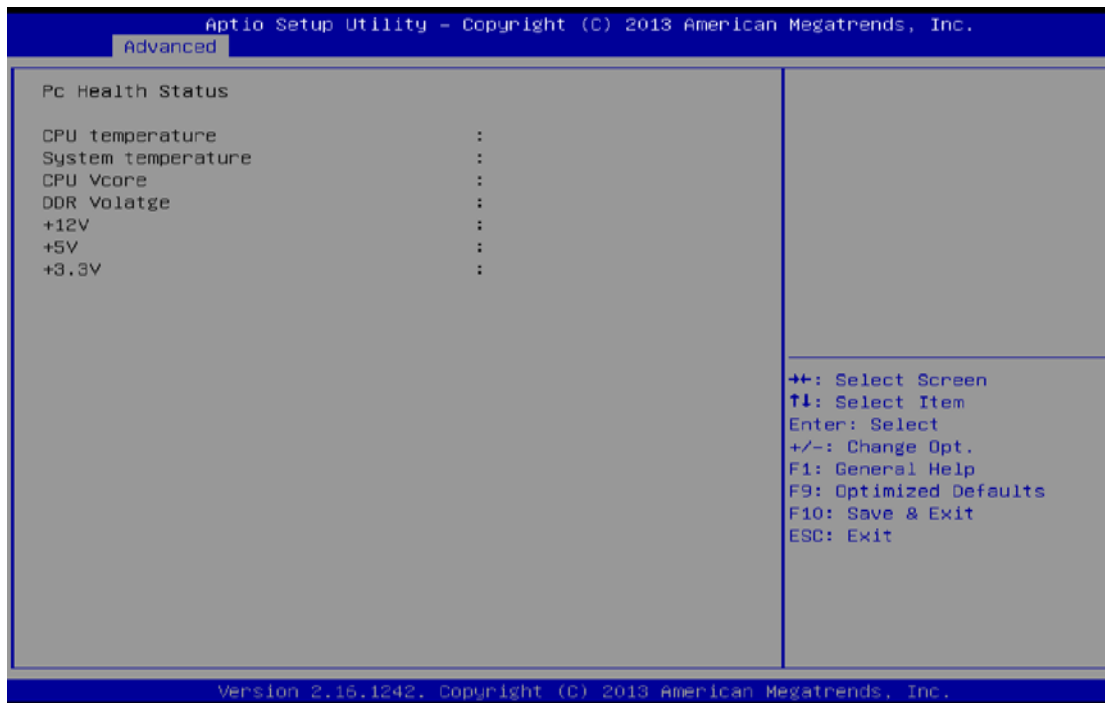 Aptio Setup Utility – Copyright (C) 2013 American Megatrends, Inc.
Advanced
Pc Health Status
CPU temperature :
System temperature :
CPU Vcore :
DDR Volatge :
+12V :
+5V :
+3.3V :
→←: Select Screen
↑↓: Select Item
Enter: Select
+/-: Change Opt.
F1: General Help
F9: Optimized Defaults
F10: Save & Exit
ESC: Exit
Version 2.16.1242. Copyright (C) 2013 American Megatrends, Inc.